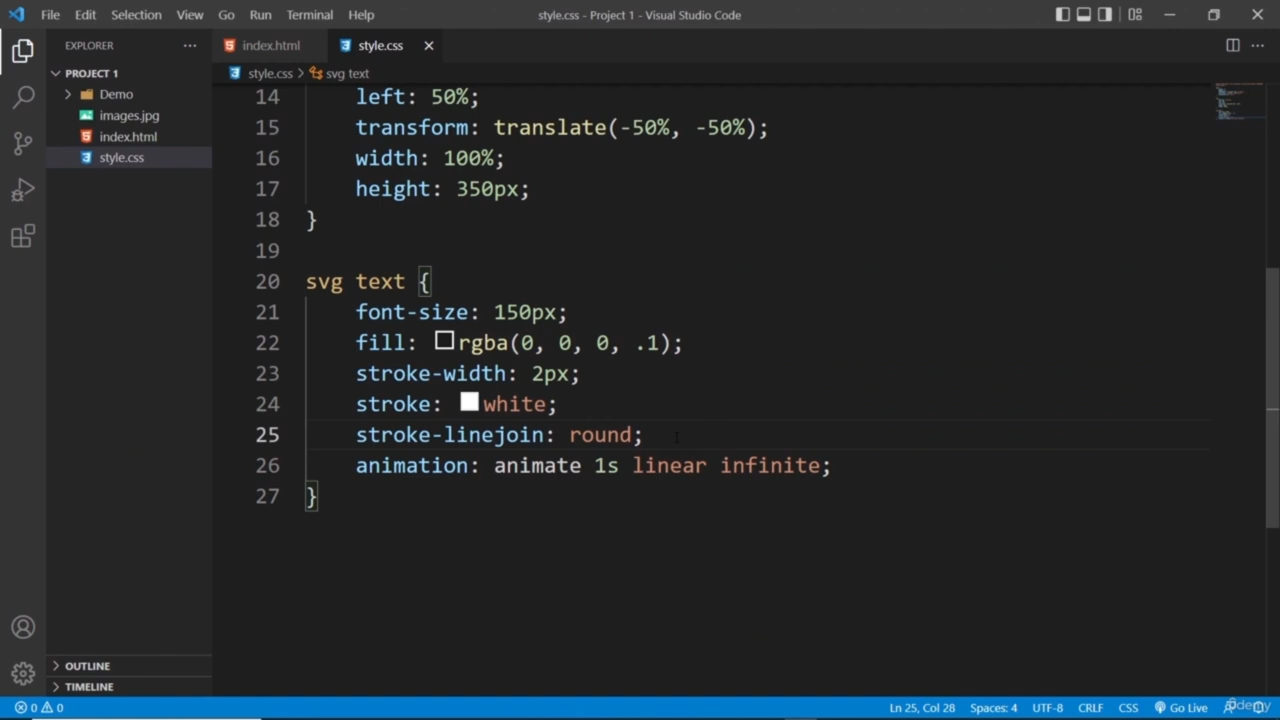 File Edit Selection View Go Run Terminal Help style.css - Project 1 - Visual Studio Code
EXPLORER
index.html
style.css
PROJECT 1
style.css > svg text
Demo
images.jpg
index.html
style.css
14 left: 50%;
15 transform: translate(-50%, -50%);
16 width: 100%;
17 height: 350px;
18 }
19
20 svg text {
21 font-size: 150px;
22 fill: rgba(0, 0, 0, .1);
23 stroke-width: 2px;
24 stroke: white;
25 stroke-linejoin: round;
26 animation: animate 1s linear infinite;
27 }
OUTLINE
TIMELINE
0 0 Ln 25, Col 28 Spaces: 4 UTF-8 CRLF CSS Go Live
Udemy